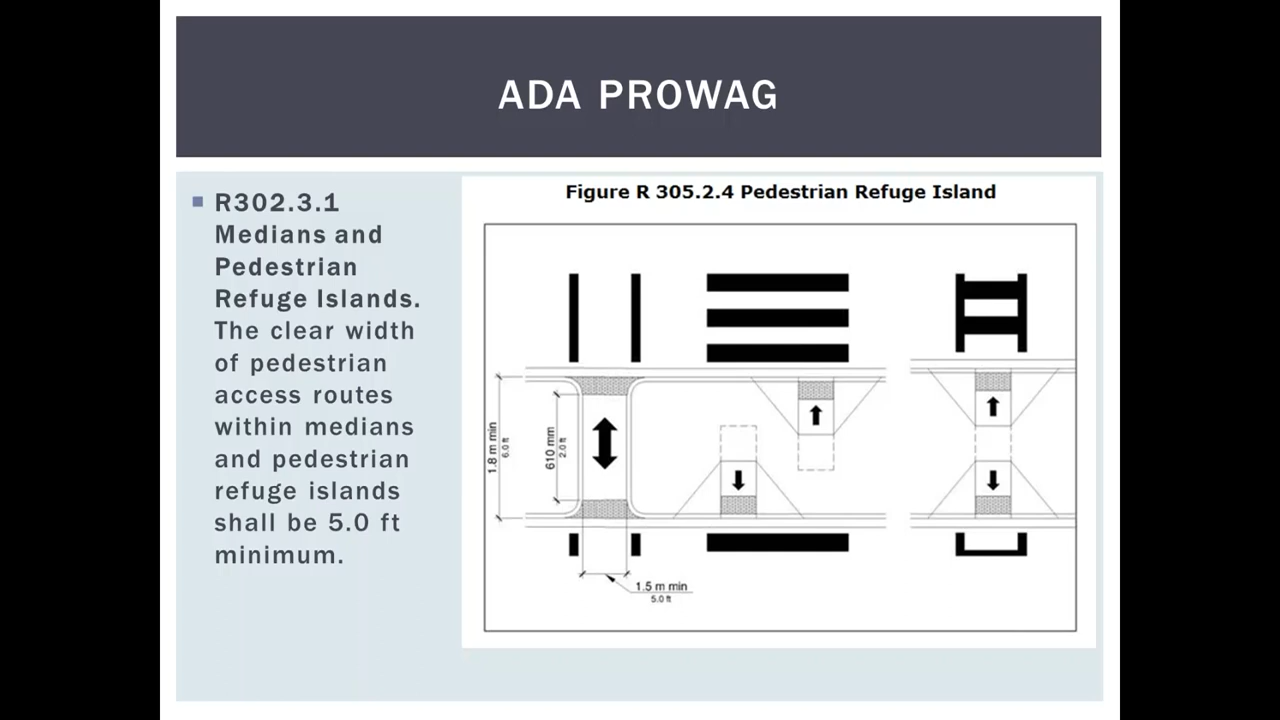 ADA PROWAG
R302.3.1
Medians and
Pedestrian
Refuge Islands.
The clear width
of pedestrian
access routes
within medians
and pedestrian
refuge islands
shall be 5.0 ft
minimum.
Figure R 305.2.4 Pedestrian Refuge Island
1.8 m min
6.0 ft
610 mm
2.0 ft
1.5 m min
5.0 ft